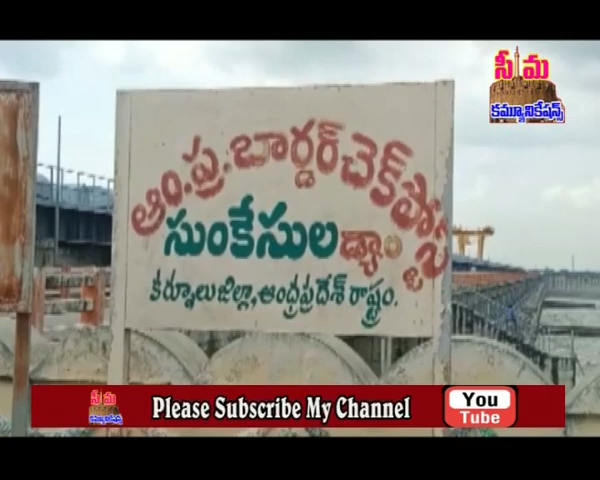 సీమ
కమ్యూనికేషన్స్
ఆం.ప్ర. బార్డర్ చెక్ పోస్ట్
సుంకేసుల డ్యాం
కర్నూలు జిల్లా, ఆంధ్రప్రదేశ్ రాష్ట్రం.
సీమ
Please Subscribe My Channel
You
Tube